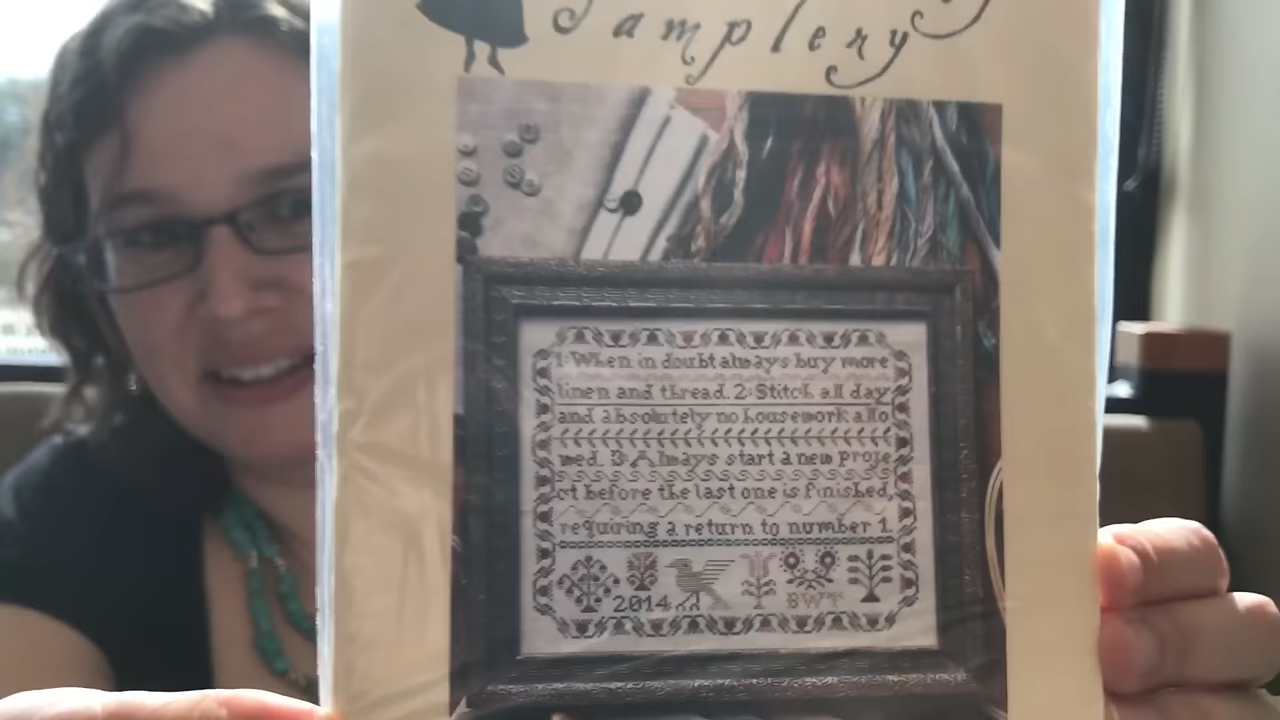 Samplery
1: When in doubt always buy more
linen and thread. 2: Stitch all day
and absolutely no housework allo
wed. 3: Always start a new proje
ct before the last one is finished,
requiring a return to number 1.
2014 BWT